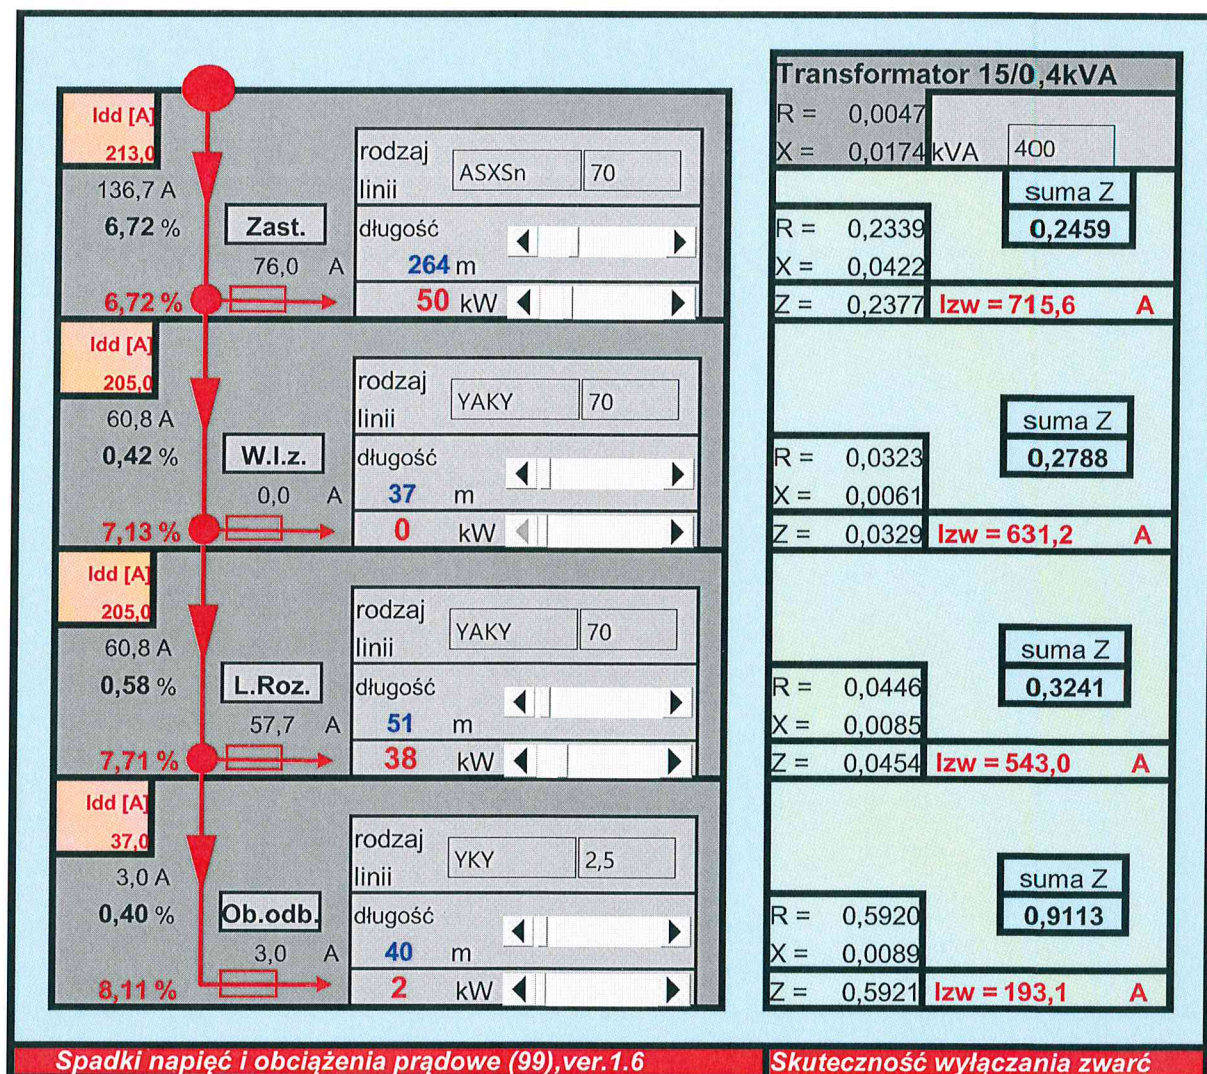 Transformator 15/0,4kVA
R = 0,0047
X = 0,0174 kVA 400
Idd [A]
213,0
136,7 A
6,72 %
Zast.
76,0 A
6,72 %
rodzaj
linii
ASXSn 70
długość
264 m
50 kW
suma Z
0,2459
R = 0,2339
X = 0,0422
Z = 0,2377
Izw = 715,6 A
Idd [A]
205,0
60,8 A
0,42 %
W.l.z.
0,0 A
7,13 %
rodzaj
linii
YAKY 70
długość
37 m
0 kW
suma Z
0,2788
R = 0,0323
X = 0,0061
Z = 0,0329
Izw = 631,2 A
Idd [A]
205,0
60,8 A
0,58 %
L.Roz.
57,7 A
7,71 %
rodzaj
linii
YAKY 70
długość
51 m
38 kW
suma Z
0,3241
R = 0,0446
X = 0,0085
Z = 0,0454
Izw = 543,0 A
Idd [A]
37,0
3,0 A
0,40 %
Ob.odb.
3,0 A
8,11 %
rodzaj
linii
YKY 2,5
długość
40 m
2 kW
suma Z
0,9113
R = 0,5920
X = 0,0089
Z = 0,5921
Izw = 193,1 A
Spadki napięć i obciążenia prądowe (99),ver.1.6
Skuteczność wyłączania zwarć